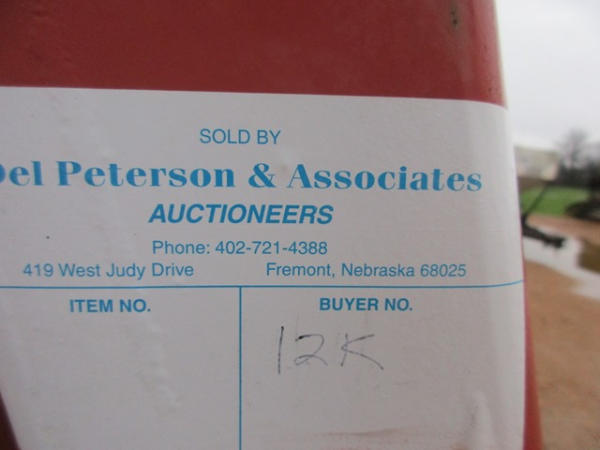 SOLD BY
Del Peterson & Associates
AUCTIONEERS
Phone: 402-721-4388
419 West Judy Drive Fremont, Nebraska 68025
ITEM NO. BUYER NO.
12K